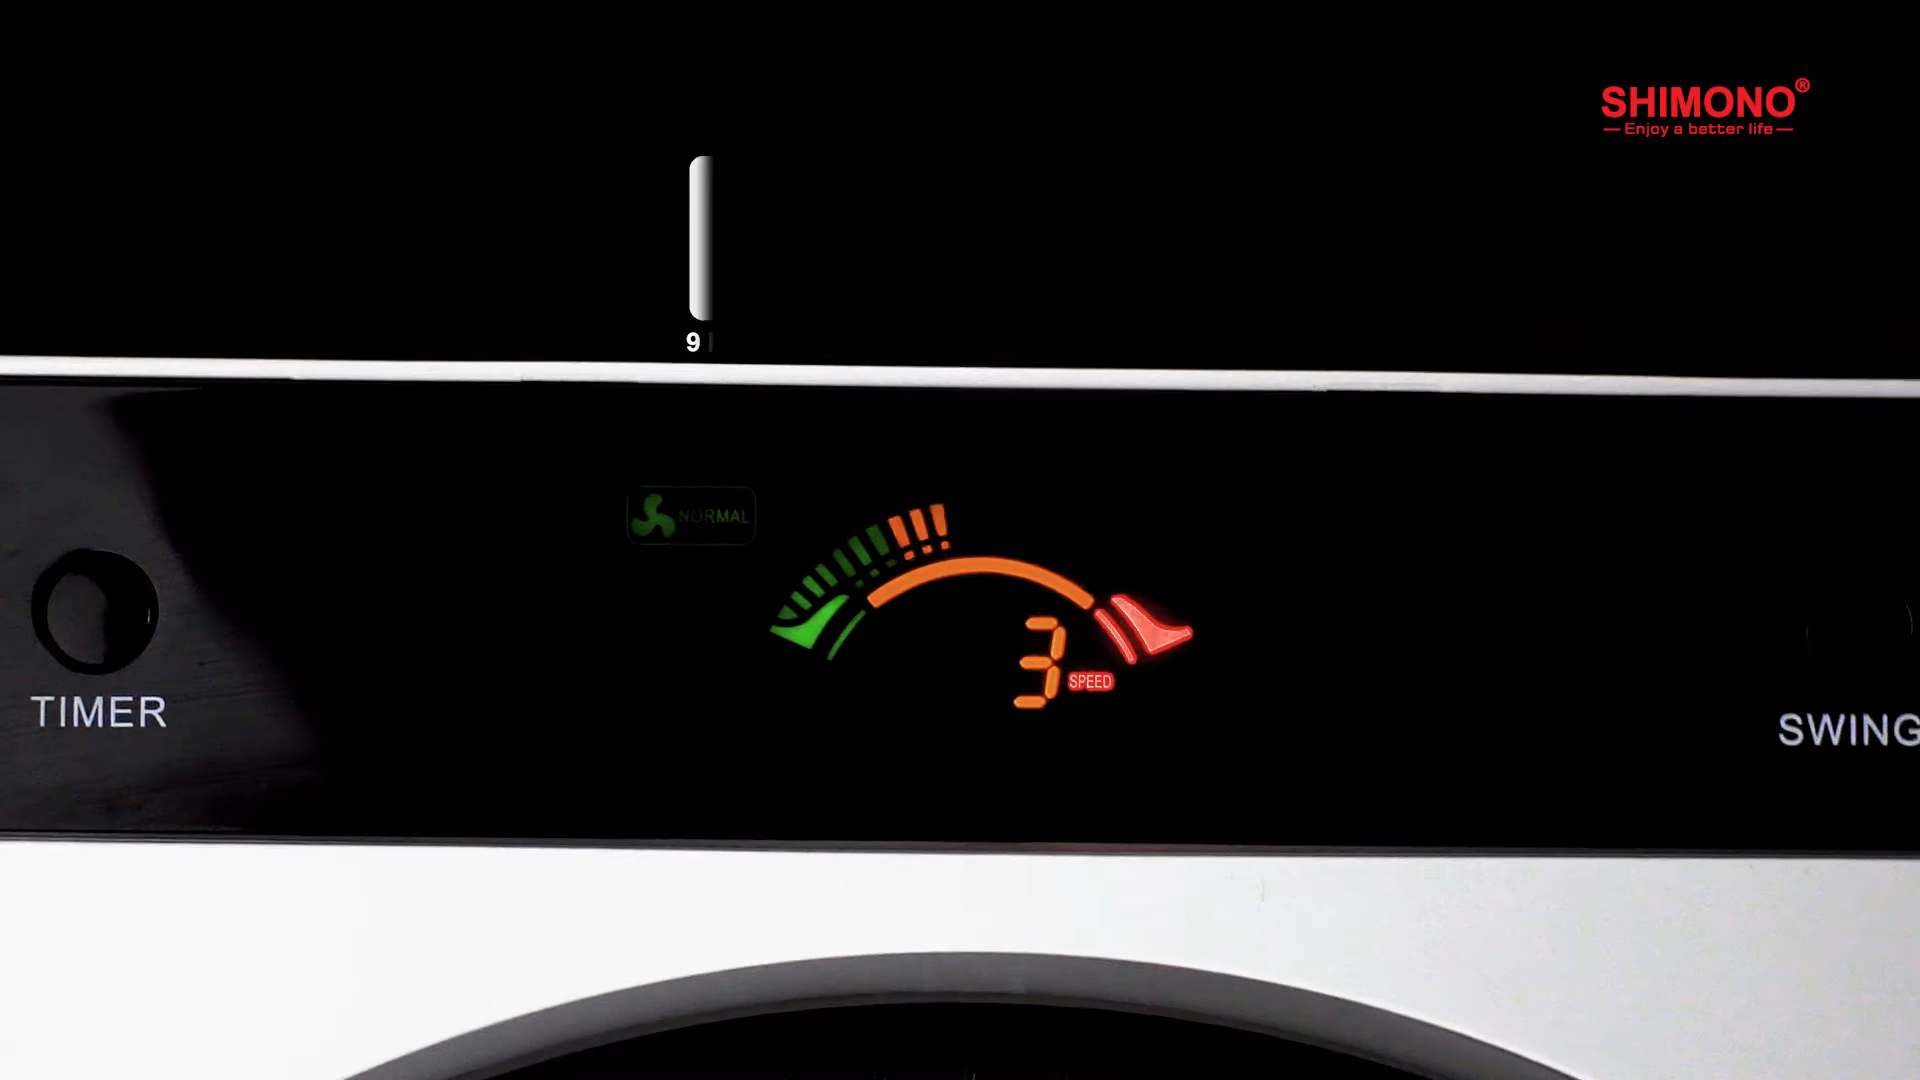 SHIMONO®
Enjoy a better life
9
NORMAL
3 SPEED
TIMER
SWING